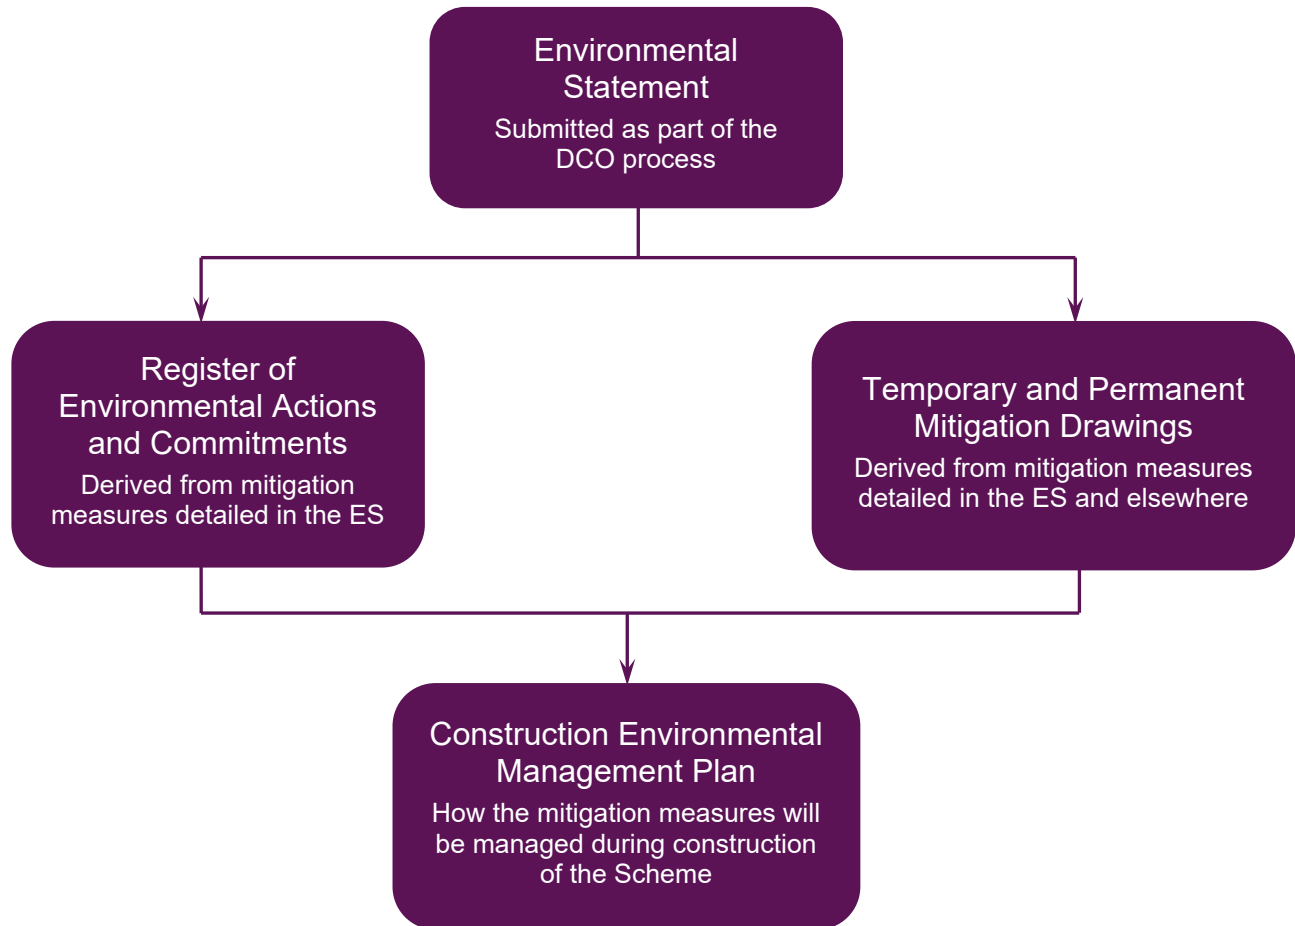 Environmental
Statement
Submitted as part of the
DCO process
Register of
Environmental Actions
and Commitments
Derived from mitigation
measures detailed in the ES
Temporary and Permanent
Mitigation Drawings
Derived from mitigation measures
detailed in the ES and elsewhere
Construction Environmental
Management Plan
How the mitigation measures will
be managed during construction
of the Scheme